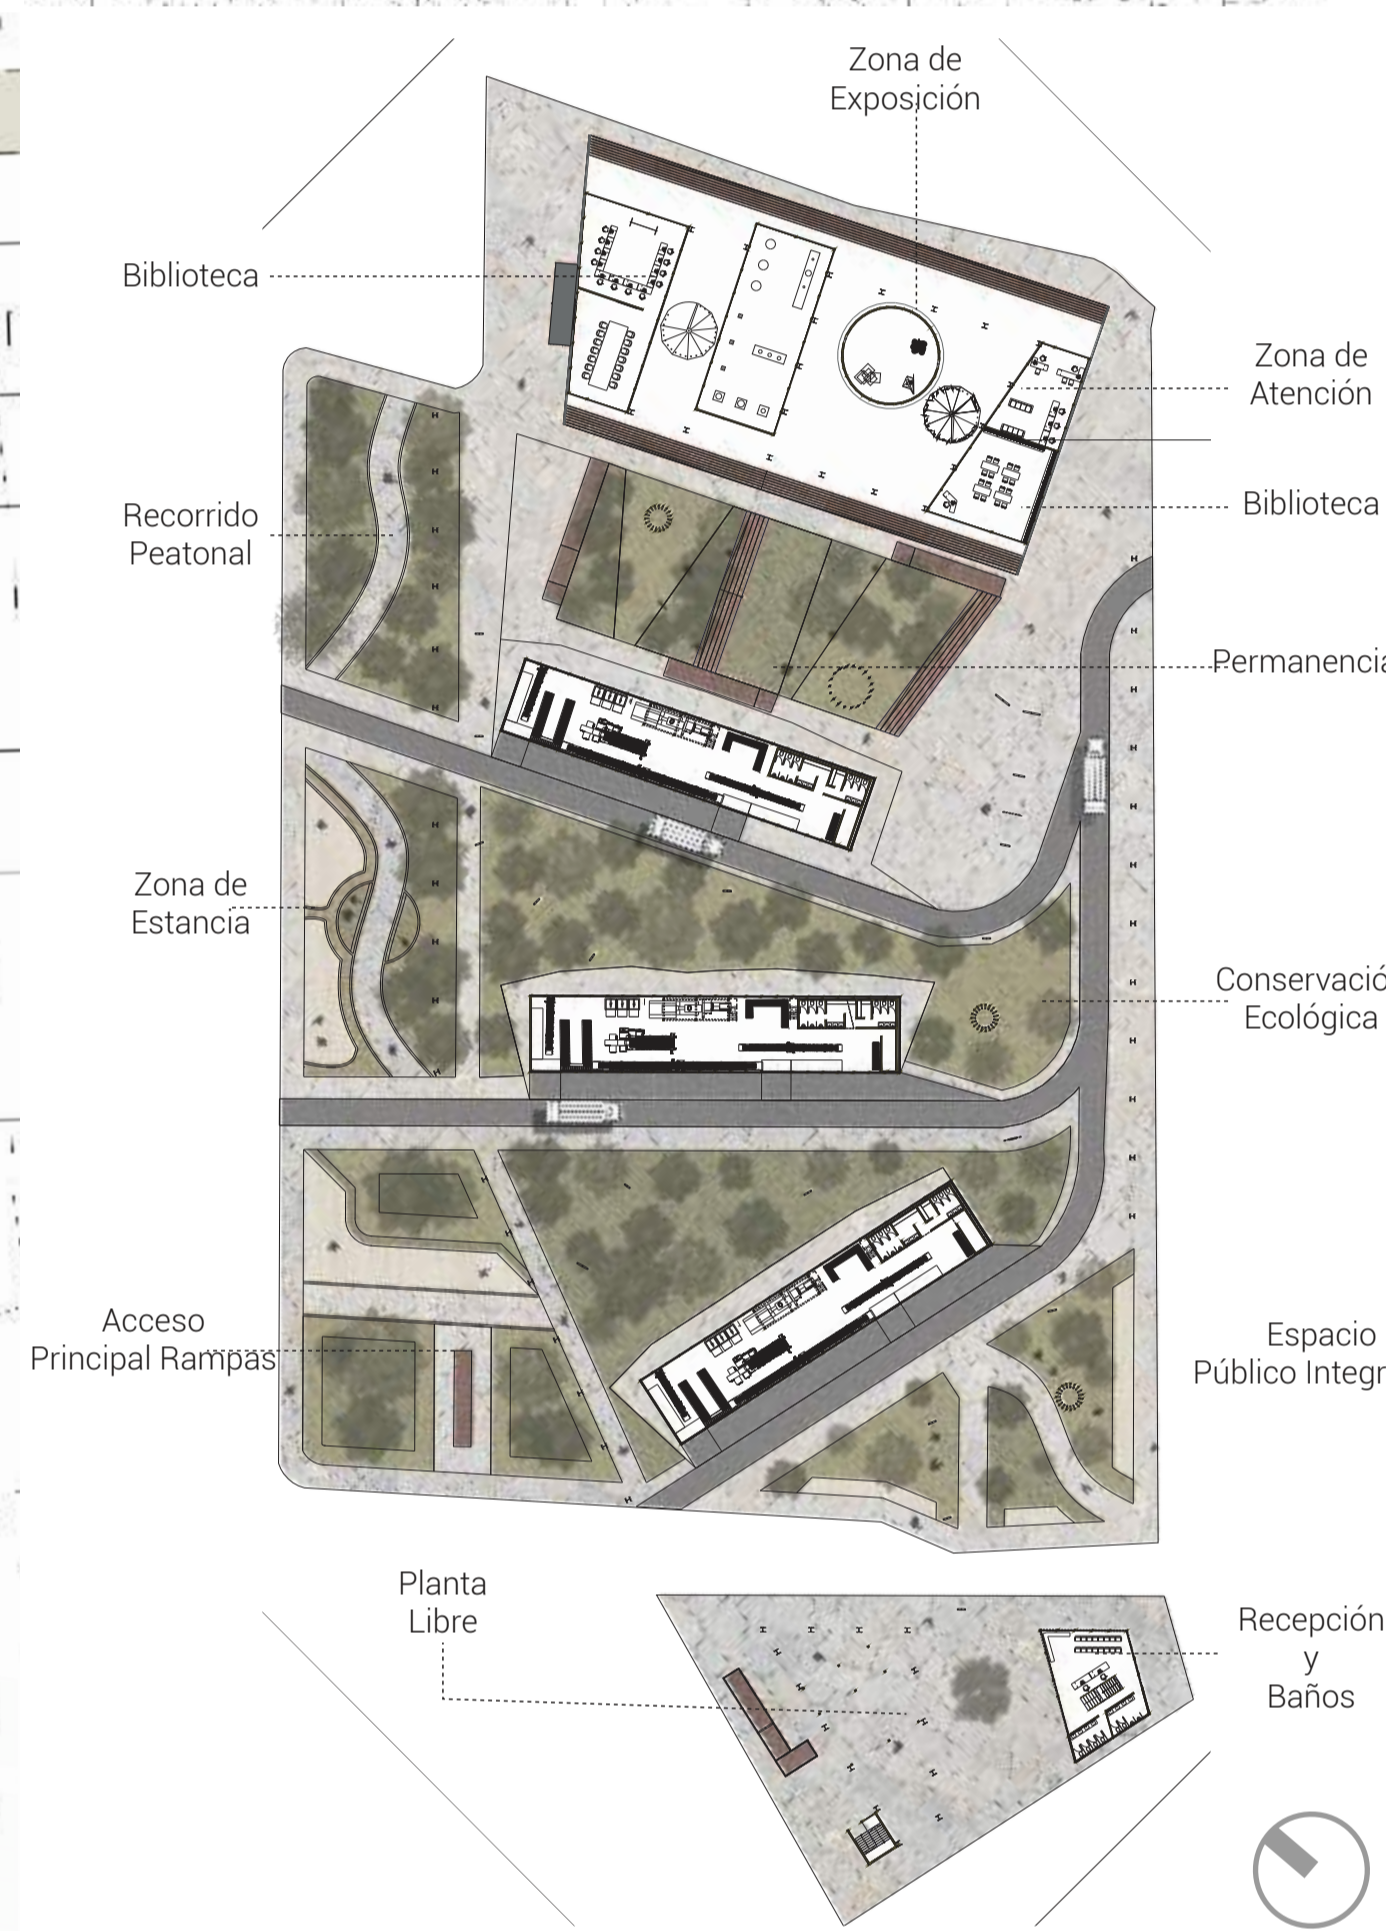 Zona de
Exposición
Biblioteca
Zona de
Atención
Biblioteca
Recorrido
Peatonal
Permanencia
Zona de
Estancia
Conservació
Ecológica
Acceso
Principal Rampas
Espacio
Público Integr
Planta
Libre
Recepción
y
Baños